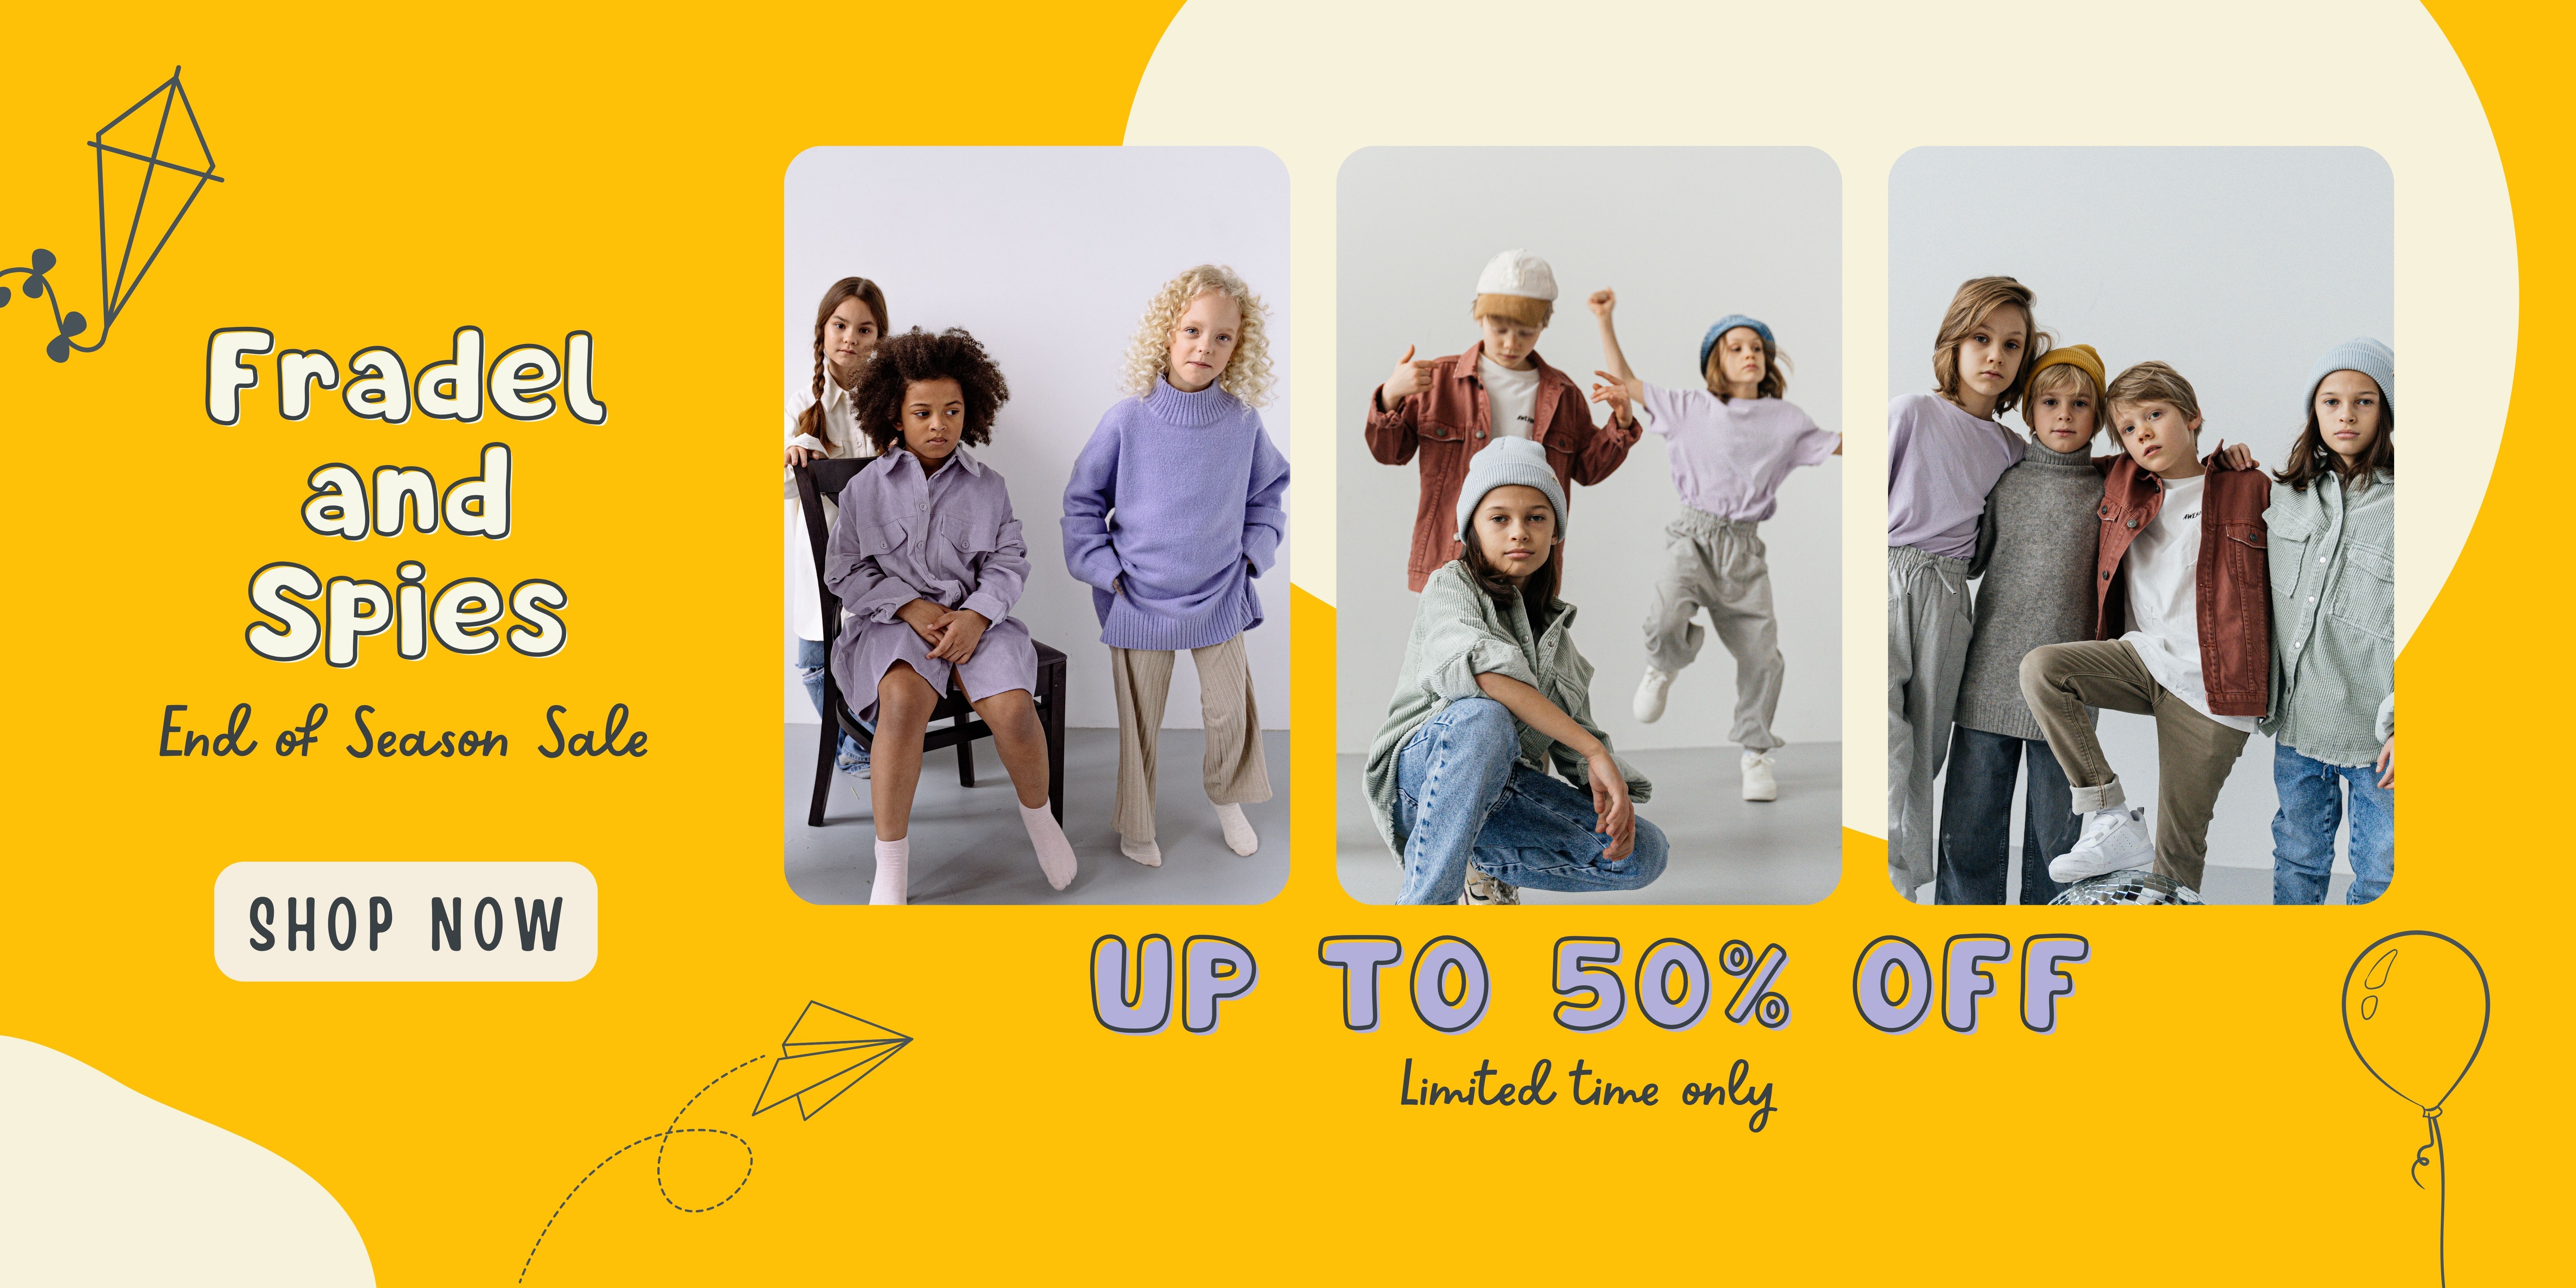 Fradel
and
Spies
End of Season Sale
SHOP NOW
UP TO 50% OFF
Limited time only